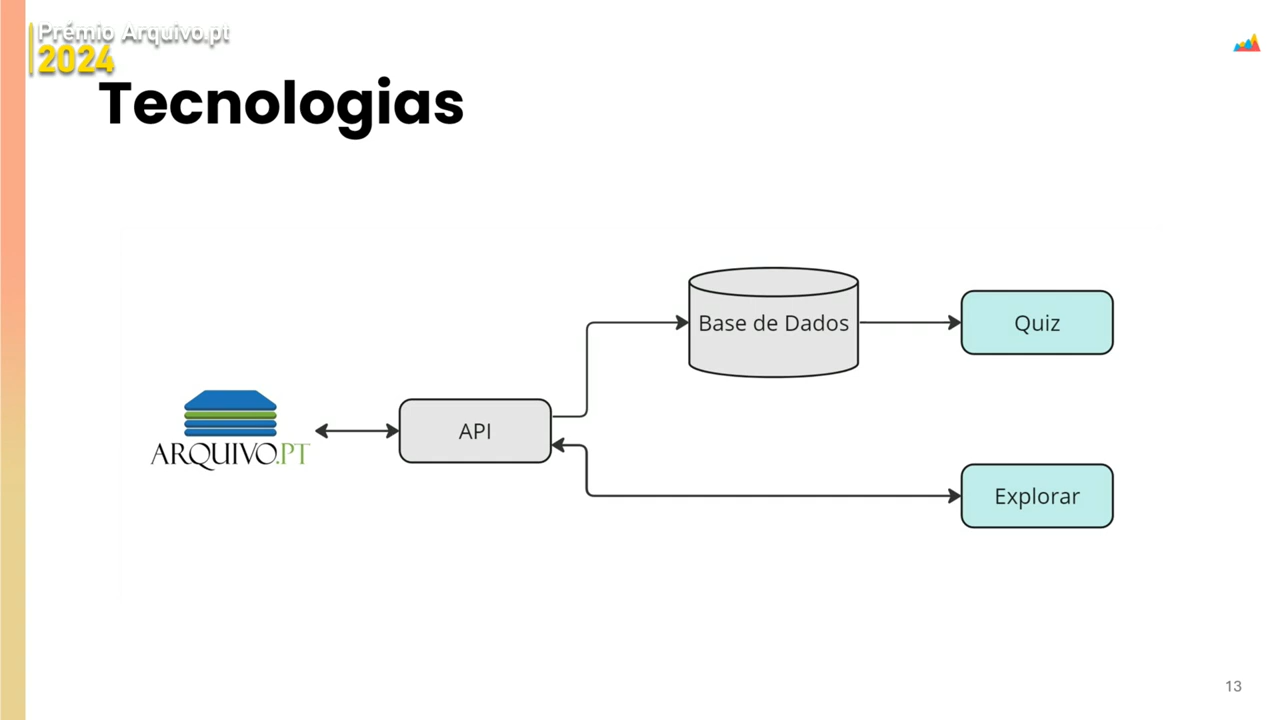 Prémio Arquivo.pt
2024
Tecnologias
Base de Dados
Quiz
ARQUIVO.PT
API
Explorar
13